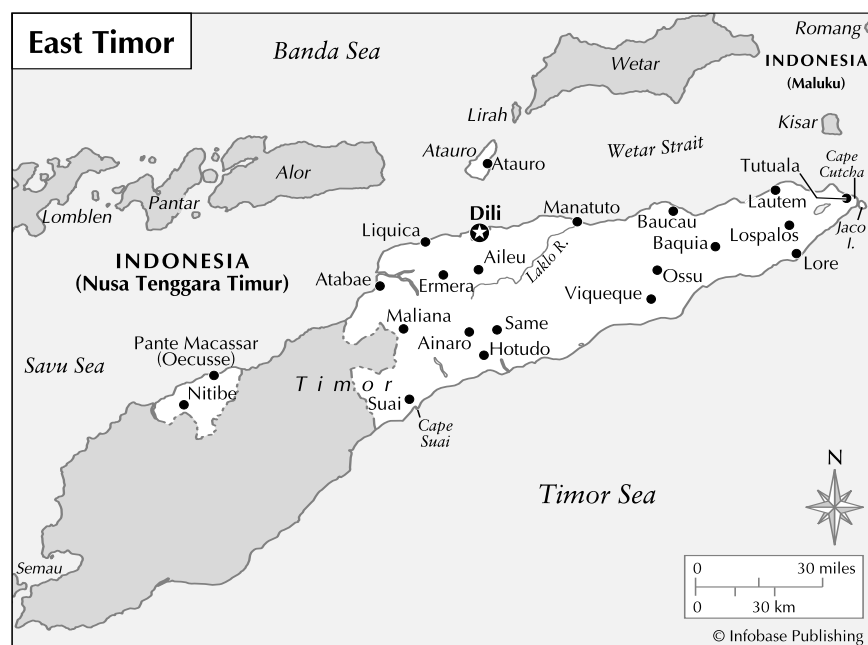 East Timor
Banda Sea
Romang
Wetar
INDONESIA
(Maluku)
Lirah
Kisar
Atauro
Atauro
Wetar Strait
Alor
Tutuala
Cape
Cutcha
Pantar
Lomblen
Dili
Manatuto
Lautem
Jaco
I.
Liquica
Baucau
Baquia
Lospalos
Lore
INDONESIA
(Nusa Tenggara Timur)
Atabae
Ermera
Aileu
Laklo R.
Ossu
Viqueque
Maliana
Same
Ainaro
Hotudo
Savu Sea
Pante Macassar
(Oecusse)
Nitibe
Timor
Suai
Cape
Suai
Timor Sea
N
Semau
0 30 miles
0 30 km
© Infobase Publishing